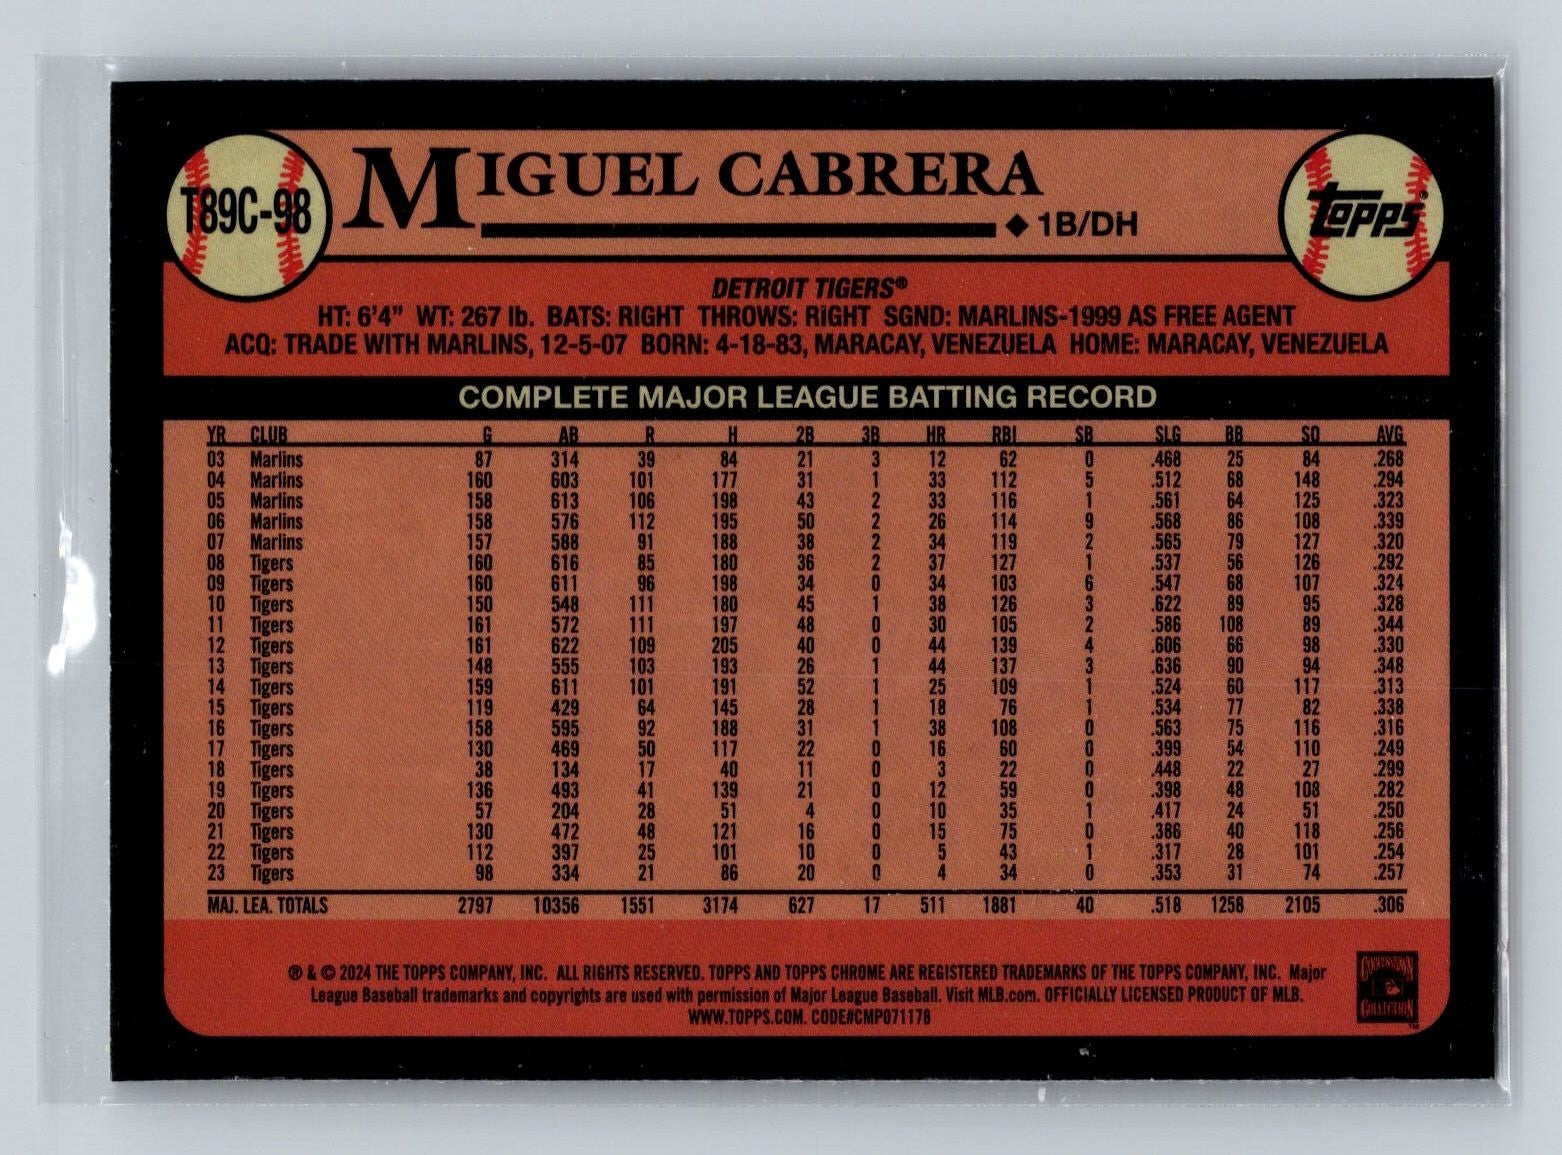 T89C-98
MIGUEL CABRERA
◆ 1B/DH
topps®
DETROIT TIGERS®
HT: 6'4" WT: 267 lb. BATS: RIGHT THROWS: RIGHT SGND: MARLINS-1999 AS FREE AGENT
ACQ: TRADE WITH MARLINS, 12-5-07 BORN: 4-18-83, MARACAY, VENEZUELA HOME: MARACAY, VENEZUELA
COMPLETE MAJOR LEAGUE BATTING RECORD
YR CLUB G AB R H 2B 3B HR RBI SB SLG BB SO AVG
03 Marlins 87 314 39 84 21 3 12 62 0 .468 25 84 .268
04 Marlins 160 603 101 177 31 1 33 112 5 .512 68 148 .294
05 Marlins 158 613 106 198 43 2 33 116 1 .561 64 125 .323
06 Marlins 158 576 112 195 50 2 26 114 9 .568 86 108 .339
07 Marlins 157 588 91 188 38 2 34 119 2 .565 79 127 .320
08 Tigers 160 616 85 180 36 2 37 127 1 .537 56 126 .292
09 Tigers 160 611 96 198 34 0 34 103 6 .547 68 107 .324
10 Tigers 150 548 111 180 45 1 38 126 3 .622 89 95 .328
11 Tigers 161 572 111 197 48 0 30 105 2 .586 108 89 .344
12 Tigers 161 622 109 205 40 0 44 139 4 .606 66 98 .330
13 Tigers 148 555 103 193 26 1 44 137 3 .636 90 94 .348
14 Tigers 159 611 101 191 52 1 25 109 1 .524 60 117 .313
15 Tigers 119 429 64 145 28 1 18 76 1 .534 77 82 .338
16 Tigers 158 595 92 188 31 1 38 108 0 .563 75 116 .316
17 Tigers 130 469 50 117 22 0 16 60 0 .399 54 110 .249
18 Tigers 38 134 17 40 11 0 3 22 0 .448 22 27 .299
19 Tigers 136 493 41 139 21 0 12 59 0 .398 48 108 .282
20 Tigers 57 204 28 51 4 0 10 35 1 .417 24 51 .250
21 Tigers 130 472 48 121 16 0 15 75 0 .386 40 118 .256
22 Tigers 112 397 25 101 10 0 5 43 1 .317 28 101 .254
23 Tigers 98 334 21 86 20 0 4 34 0 .353 31 74 .257
MAJ. LEA. TOTALS 2797 10356 1551 3174 627 17 511 1881 40 .518 1258 2105 .306
® & © 2024 THE TOPPS COMPANY, INC. ALL RIGHTS RESERVED. TOPPS AND TOPPS CHROME ARE REGISTERED TRADEMARKS OF THE TOPPS COMPANY, INC. Major
League Baseball trademarks and copyrights are used with permission of Major League Baseball. Visit MLB.com. OFFICIALLY LICENSED PRODUCT OF MLB.
WWW.TOPPS.COM. CODE#CMP071178
COOPERSTOWN
COLLECTION